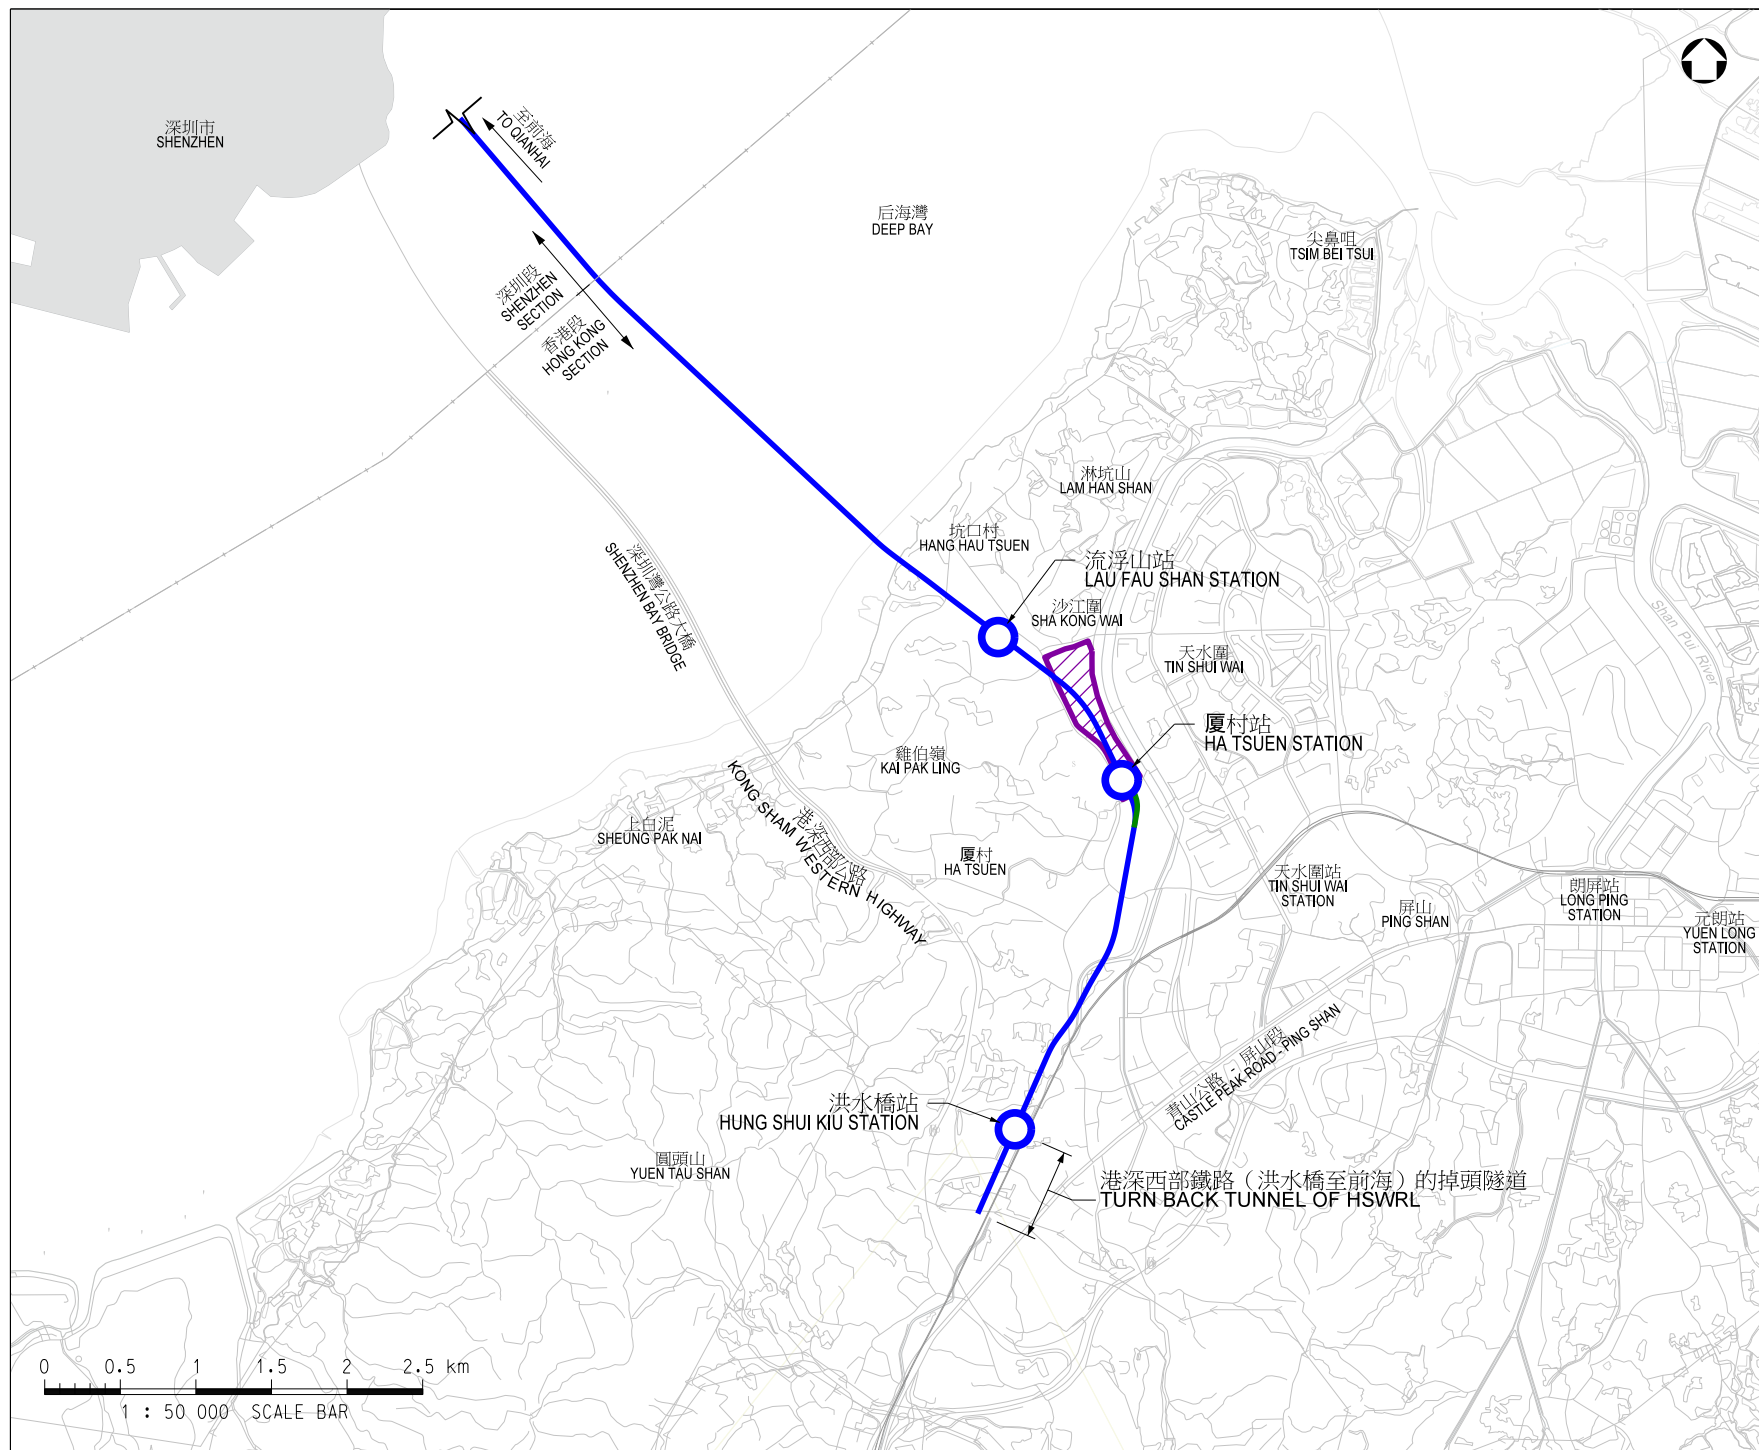 深圳市
SHENZHEN
至前海
TO QIANHAI
后海灣
DEEP BAY
尖鼻咀
TSIM BEI TSUI
深圳段
SHENZHEN
SECTION
香港段
HONG KONG
SECTION
淋坑山
LAM HAN SHAN
坑口村
HANG HAU TSUEN
流浮山站
LAU FAU SHAN STATION
深圳灣公路大橋
SHENZHEN BAY BRIDGE
沙江圍
SHA KONG WAI
天水圍
TIN SHUI WAI
Shan Pui River
厦村站
HA TSUEN STATION
雞伯嶺
KAI PAK LING
港深西部公路
KONG SHAM WESTERN HIGHWAY
上白泥
SHEUNG PAK NAI
厦村
HA TSUEN
天水圍站
TIN SHUI WAI
STATION
屏山
PING SHAN
朗屏站
LONG PING
STATION
元朗站
YUEN LONG
STATION
青山公路 - 屏山段
CASTLE PEAK ROAD - PING SHAN
洪水橋站
HUNG SHUI KIU STATION
圓頭山
YUEN TAU SHAN
港深西部鐵路（洪水橋至前海）的掉頭隧道
TURN BACK TUNNEL OF HSWRL
0 0.5 1 1.5 2 2.5 km
1 : 50 000 SCALE BAR